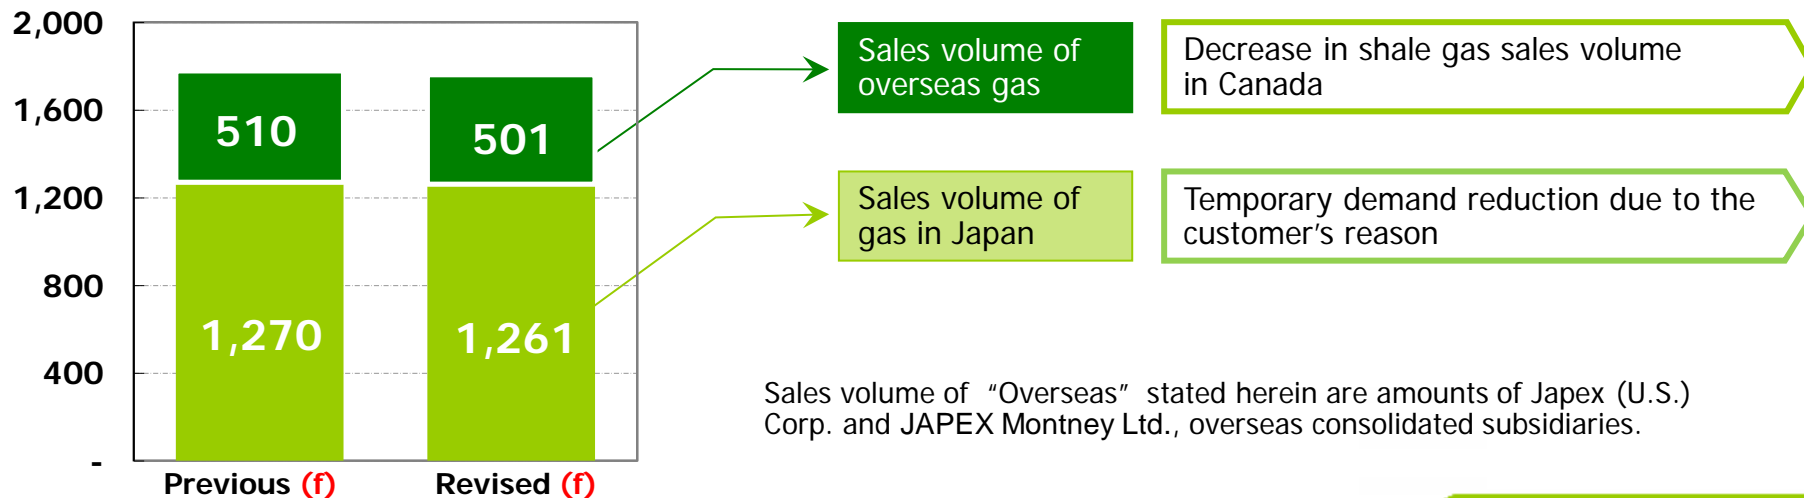 2,000
1,600
1,200
800
400
-
510
501
1,270
1,261
Previous (f)
Revised (f)
Sales volume of
overseas gas
Decrease in shale gas sales volume
in Canada
Sales volume of
gas in Japan
Temporary demand reduction due to the
customer's reason
Sales volume of “Overseas” stated herein are amounts of Japex (U.S.)
Corp. and JAPEX Montney Ltd., overseas consolidated subsidiaries.